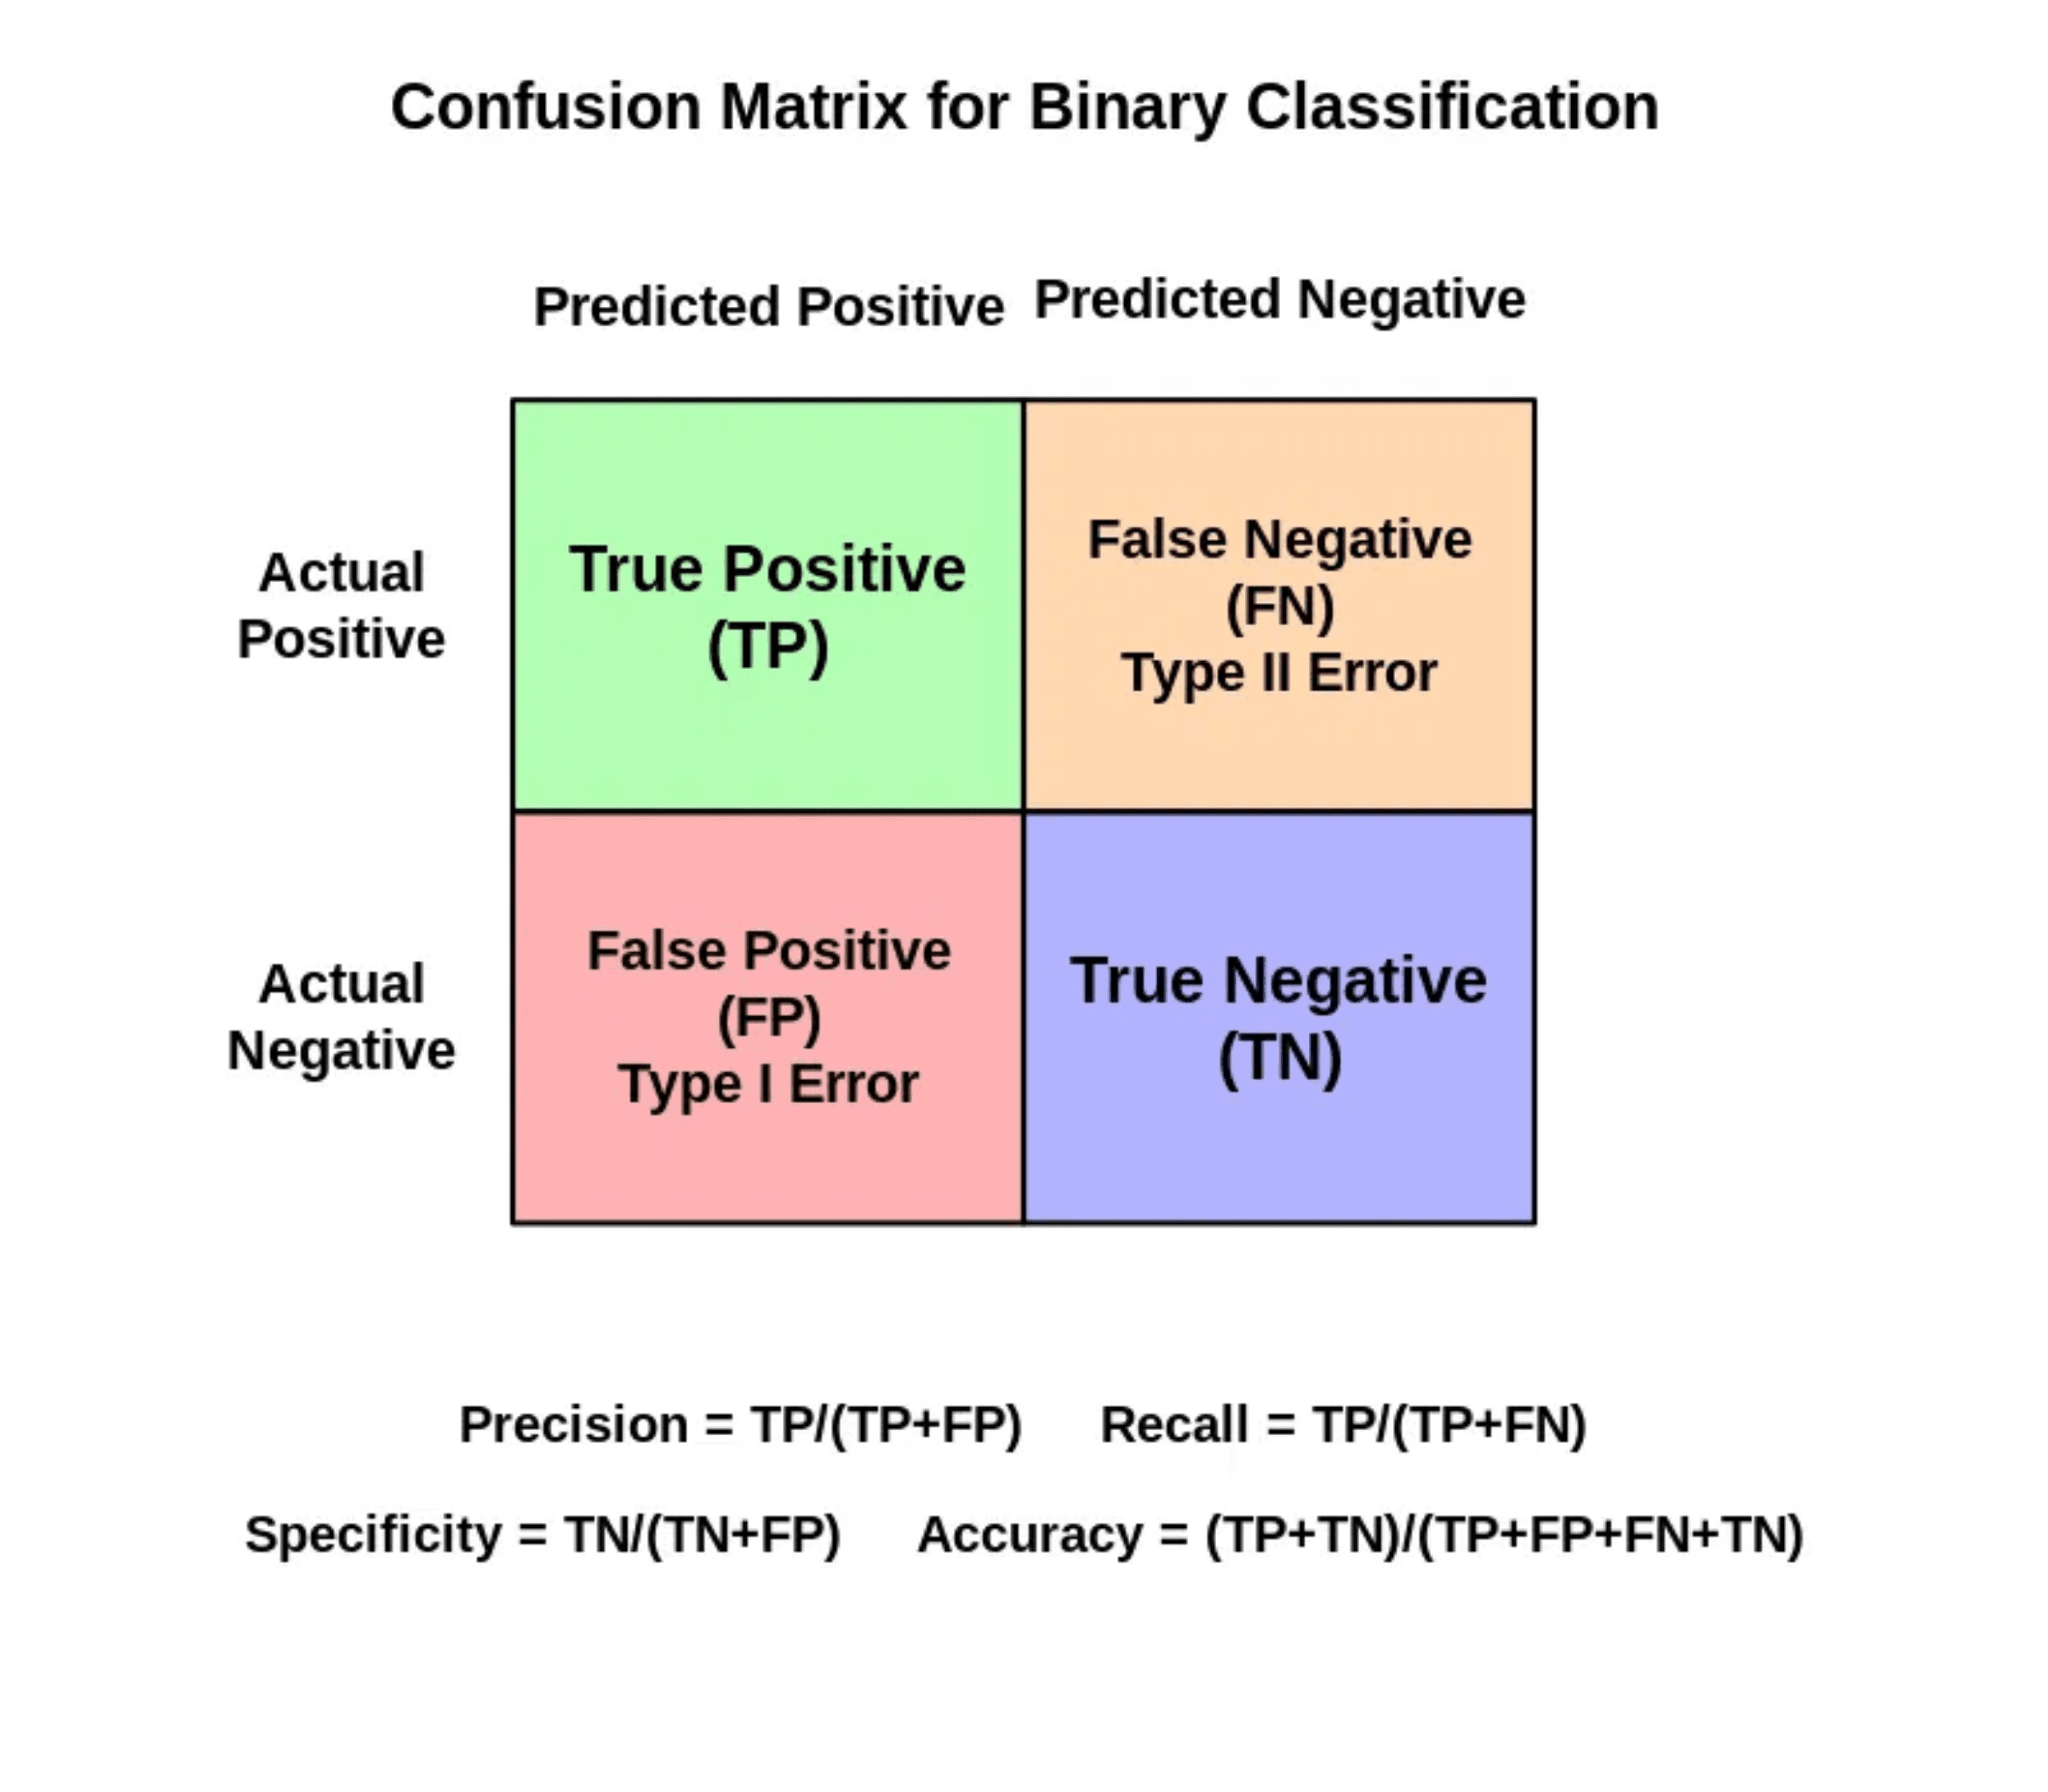 Confusion Matrix for Binary Classification
Predicted Positive Predicted Negative
Actual
Positive
True Positive
(TP)
False Negative
(FN)
Type II Error
Actual
Negative
False Positive
(FP)
Type I Error
True Negative
(TN)
Precision = TP/(TP+FP) Recall = TP/(TP+FN)
Specificity = TN/(TN+FP) Accuracy = (TP+TN)/(TP+FP+FN+TN)